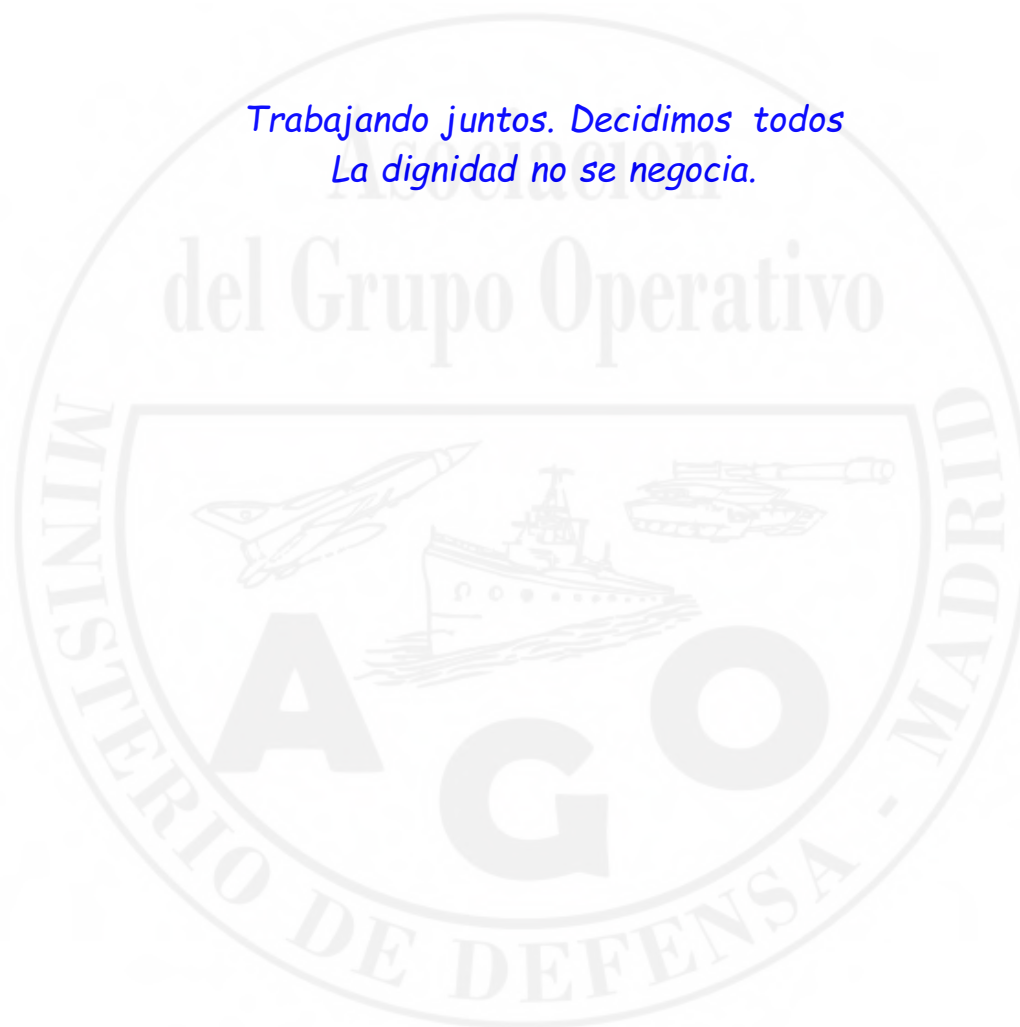 Trabajando juntos. Decidimos todos
La dignidad no se negocia.
Asociación
del Grupo Operativo
AGO
MINISTERIO DE DEFENSA - MADRID